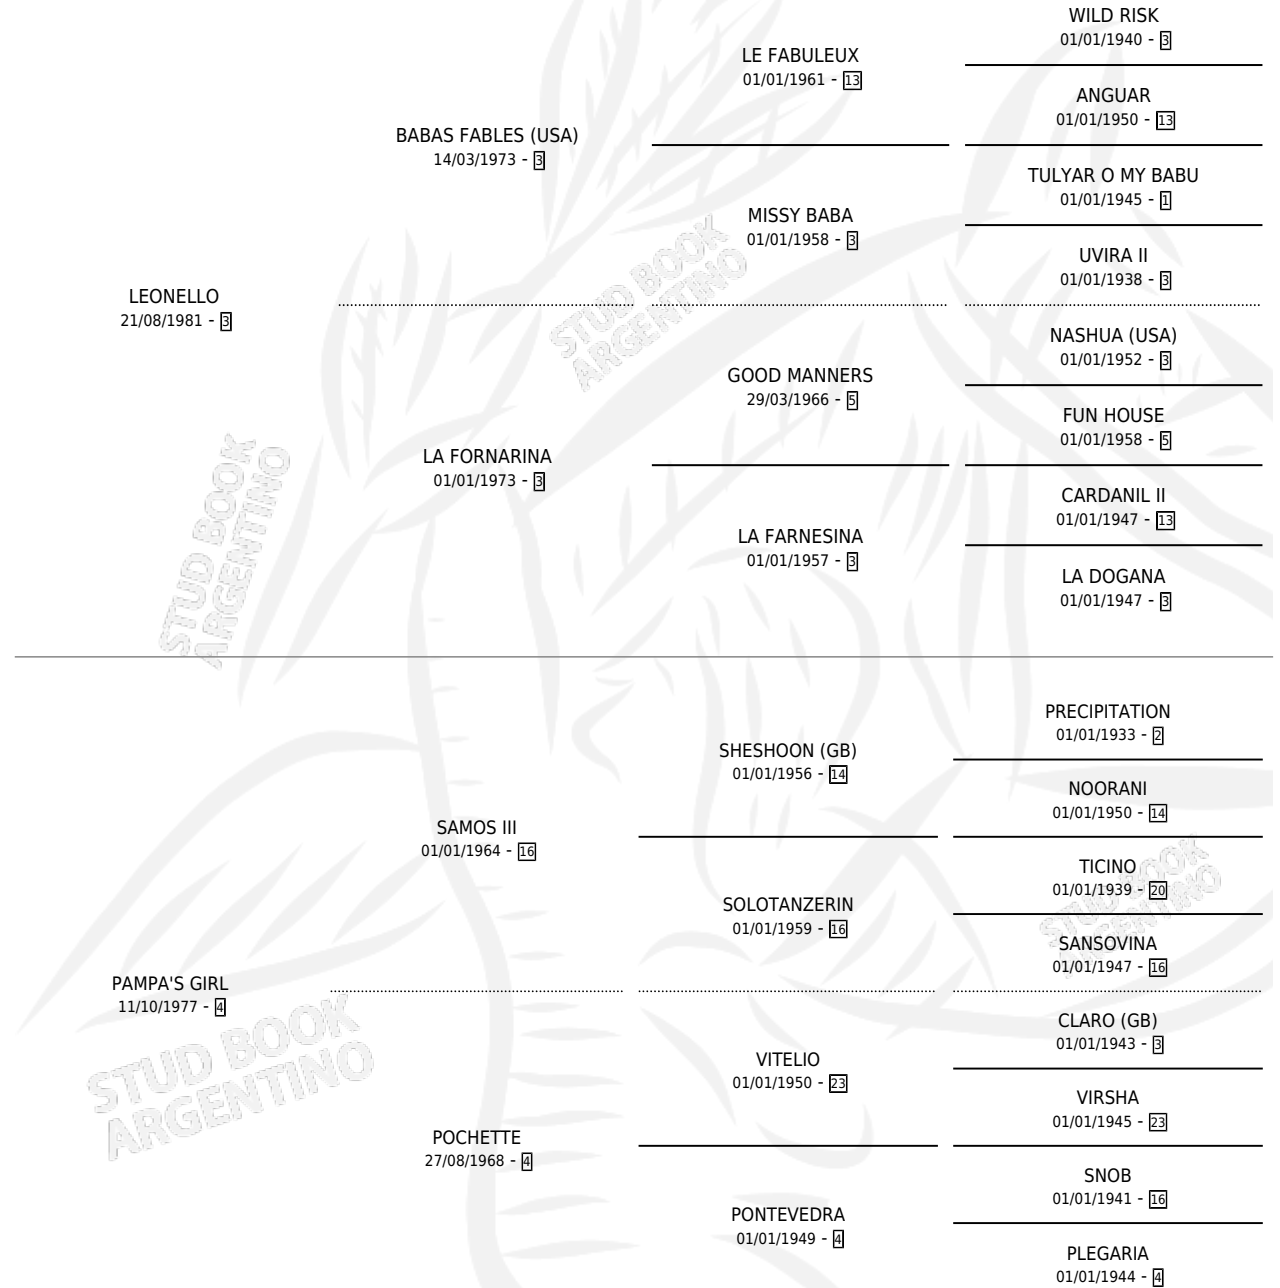 WILD RISK
01/01/1940 - 3
LE FABULEUX
01/01/1961 - 13
ANGUAR
01/01/1950 - 13
BABAS FABLES (USA)
14/03/1973 - 3
TULYAR O MY BABU
01/01/1945 - 1
MISSY BABA
01/01/1958 - 3
UVIRA II
01/01/1938 - 3
LEONELLO
21/08/1981 - 3
STUD BOOK
ARGENTINO
NASHUA (USA)
01/01/1952 - 3
GOOD MANNERS
29/03/1966 - 5
FUN HOUSE
01/01/1958 - 5
LA FORNARINA
01/01/1973 - 3
CARDANIL II
01/01/1947 - 13
LA FARNESINA
01/01/1957 - 3
LA DOGANA
01/01/1947 - 3
STUD BOOK
ARGENTINO
PRECIPITATION
01/01/1933 - 2
SHESHOON (GB)
01/01/1956 - 14
NOORANI
01/01/1950 - 14
SAMOS III
01/01/1964 - 16
TICINO
01/01/1939 - 20
SOLOTANZERIN
01/01/1959 - 16
SANSOVINA
01/01/1947 - 16
STUD BOOK
ARGENTINO
PAMPA'S GIRL
11/10/1977 - 4
CLARO (GB)
01/01/1943 - 3
VITELIO
01/01/1950 - 23
VIRSHA
01/01/1945 - 23
STUD BOOK
ARGENTINO
POCHETTE
27/08/1968 - 4
SNOB
01/01/1941 - 16
PONTEVEDRA
01/01/1949 - 4
PLEGARIA
01/01/1944 - 4